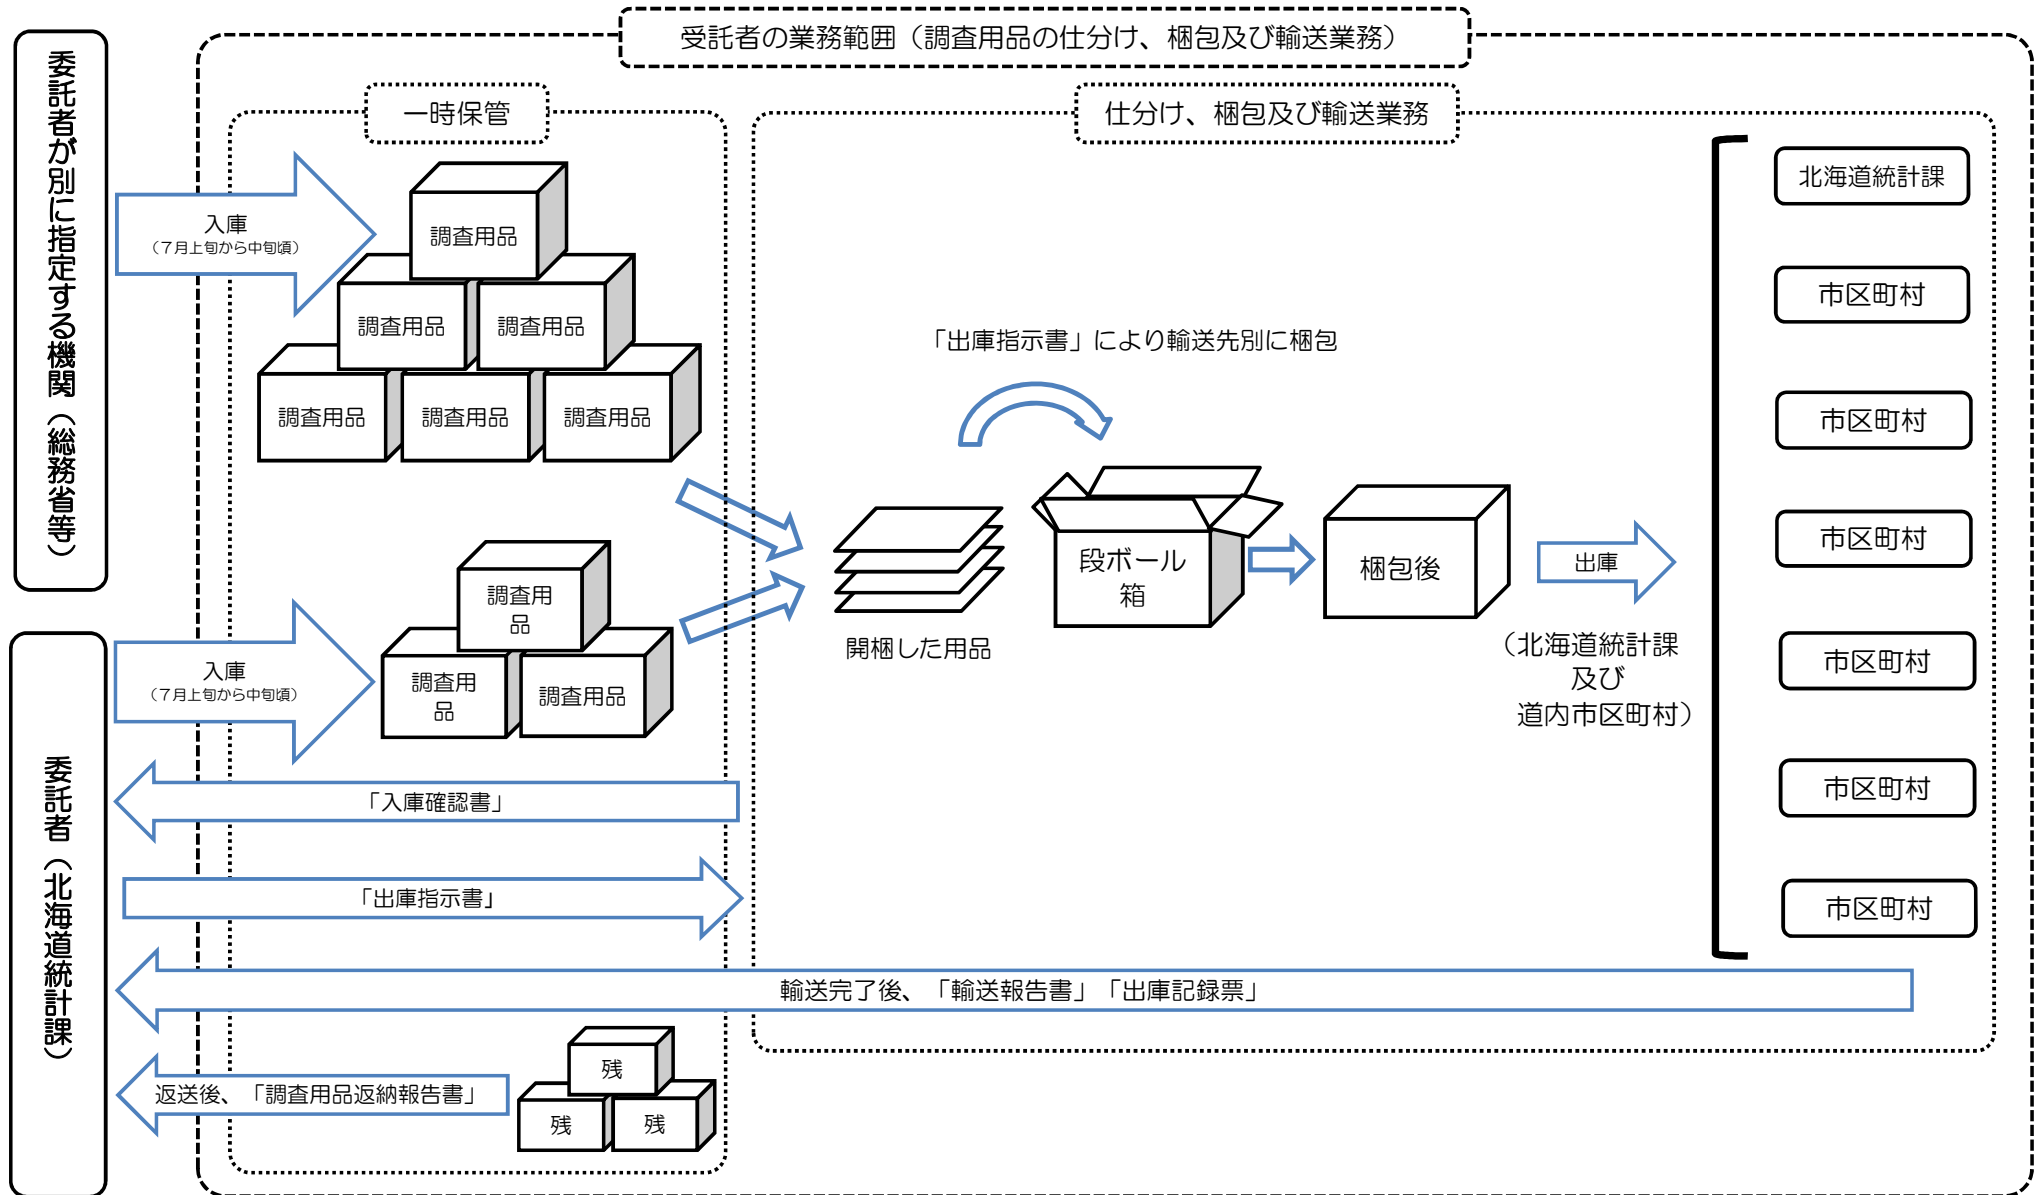 受託者の業務範囲（調査用品の仕分け、梱包及び輸送業務）
委託者が別に指定する機関（総務省等）
一時保管
仕分け、梱包及び輸送業務
入庫
（７月上旬から中旬頃）
調査用品
調査用品
調査用品
調査用品
調査用品
調査用品
「出庫指示書」により輸送先別に梱包
開梱した用品
段ボール
箱
梱包後
出庫
（北海道統計課
及び
道内市区町村）
北海道統計課
市区町村
市区町村
市区町村
市区町村
市区町村
市区町村
委託者（北海道統計課）
入庫
（７月上旬から中旬頃）
調査用
品
調査用
品
調査用品
「入庫確認書」
「出庫指示書」
輸送完了後、「輸送報告書」「出庫記録票」
返送後、「調査用品返納報告書」
残
残
残